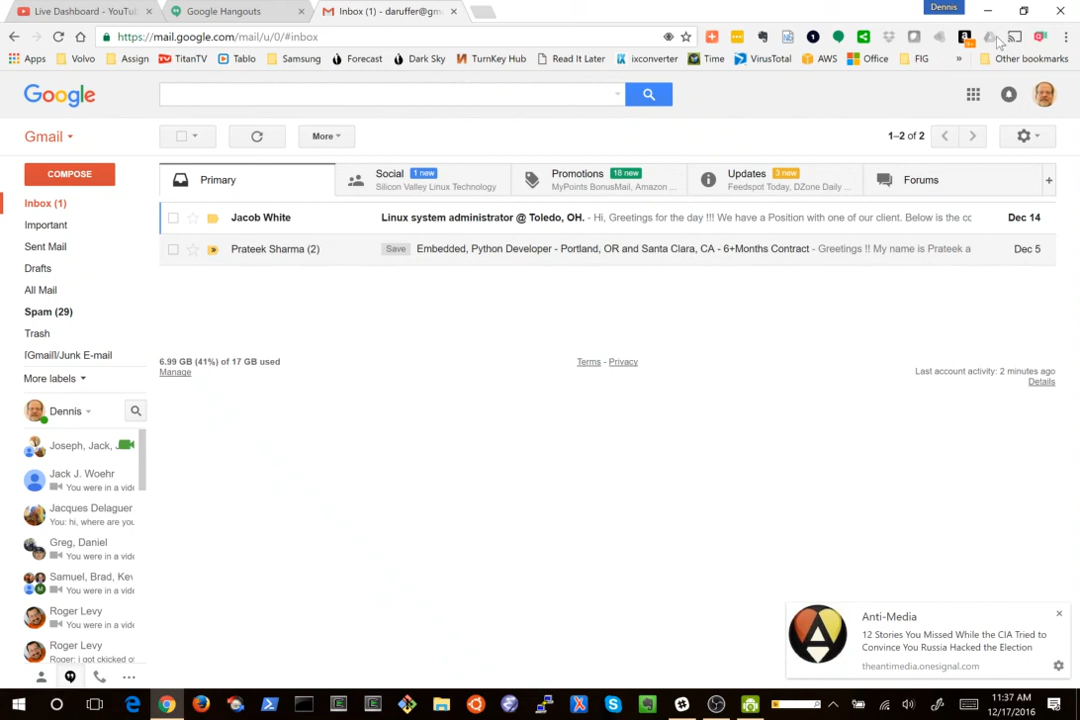 Live Dashboard - YouTub
Google Hangouts
Inbox (1) - daruffer@gm
Dennis
https://mail.google.com/mail/u/0/#inbox
Apps
Volvo
Assign
TitanTV
Tablo
Samsung
Forecast
Dark Sky
TurnKey Hub
Read It Later
ixconverter
Time
VirusTotal
AWS
Office
FIG
»
Other bookmarks
Google
Gmail
More
1–2 of 2
COMPOSE
Primary
Social 1 new
Silicon Valley Linux Technology
Promotions 18 new
MyPoints BonusMail, Amazon ...
Updates 3 new
Feedspot Today, DZone Daily ...
Forums
+
Inbox (1)
Important
Sent Mail
Drafts
All Mail
Spam (29)
Trash
[Gmail]/Junk E-mail
More labels
Jacob White Linux system administrator @ Toledo, OH. - Hi, Greetings for the day !!! We have a Position with one of our client. Below is the cc Dec 14
Prateek Sharma (2) Save Embedded, Python Developer - Portland, OR and Santa Clara, CA - 6+Months Contract - Greetings !! My name is Prateek a Dec 5
6.99 GB (41%) of 17 GB used
Manage
Terms - Privacy
Last account activity: 2 minutes ago
Details
Dennis
Joseph, Jack,
Jack J. Woehr
You were in a vide
Jacques Delaguer
You: hi, where are you
Greg, Daniel
You were in a vide
Samuel, Brad, Kev
You were in a vide
Roger Levy
You were in a vide
Roger Levy
Roger: i got ckicked of
Anti-Media
12 Stories You Missed While the CIA Tried to
Convince You Russia Hacked the Election
theantimedia.onesignal.com
11:37 AM
12/17/2016